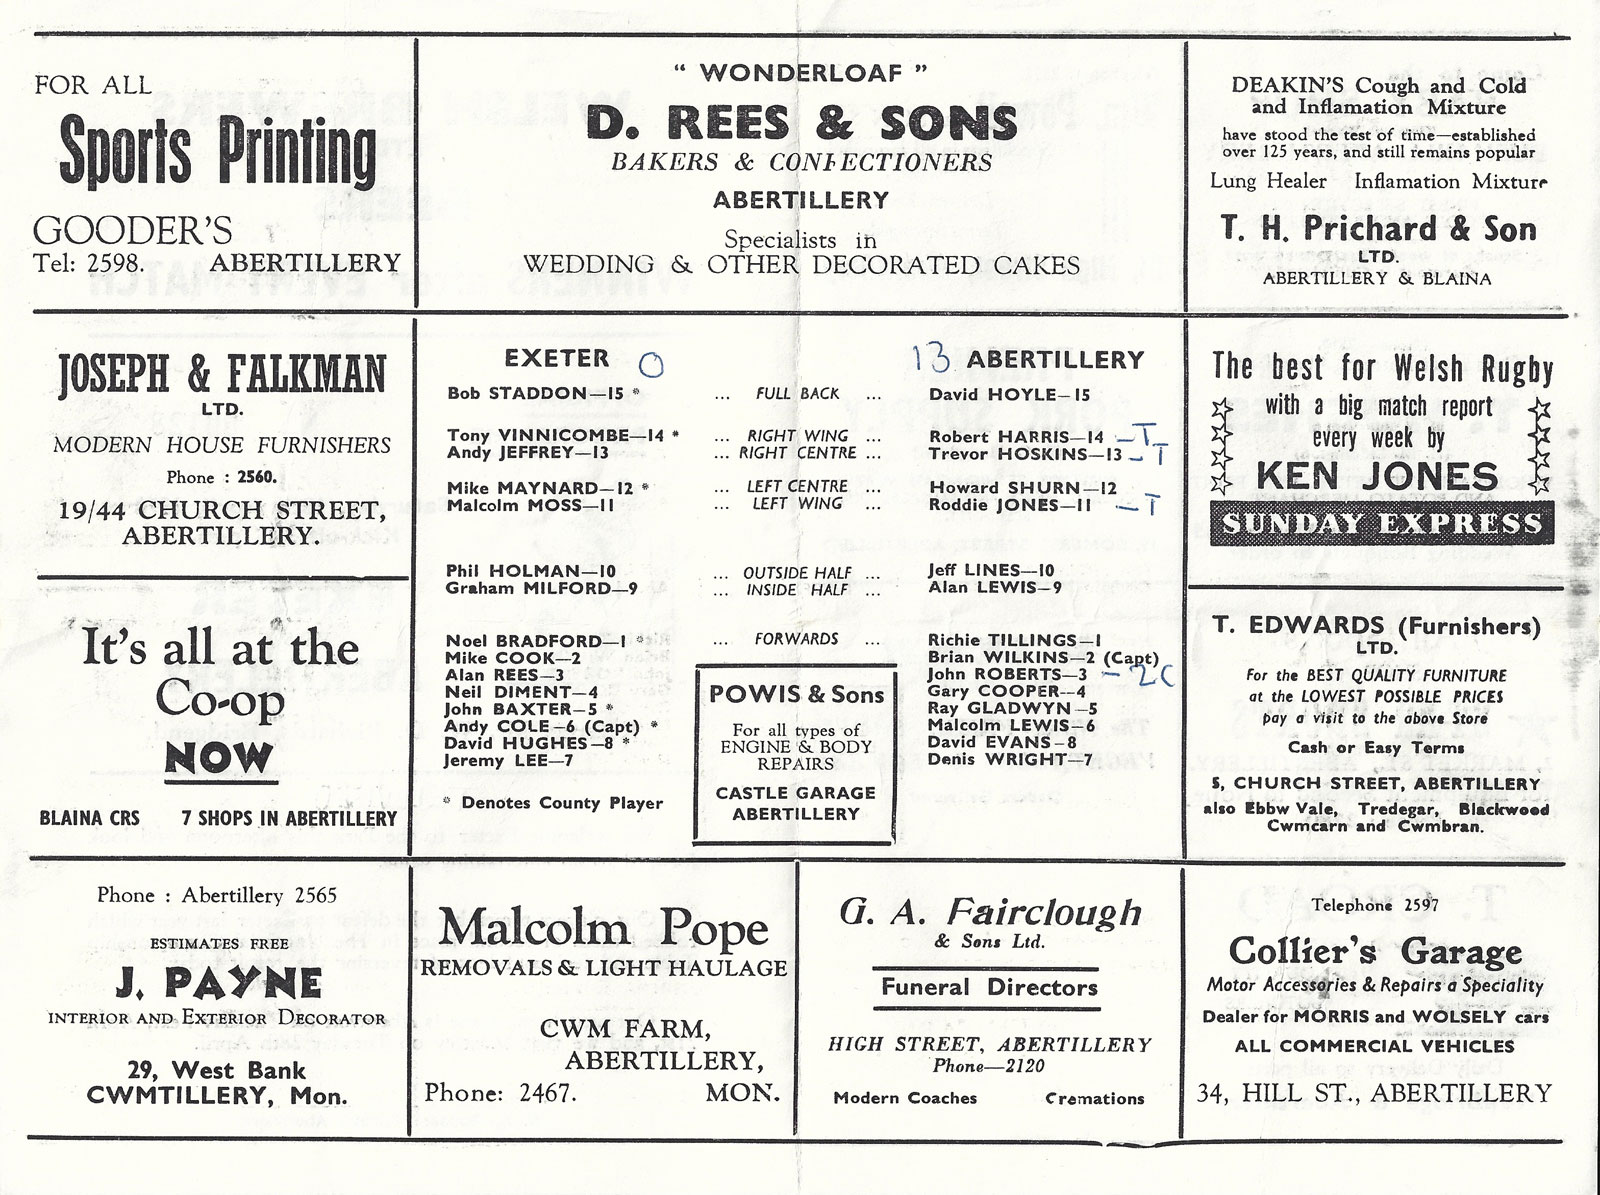 FOR ALL
Sports Printing
GOODER'S
Tel: 2598. ABERTILLERY
" WONDERLOAF "
D. REES & SONS
BAKERS & CONFECTIONERS
ABERTILLERY
Specialists in
WEDDING & OTHER DECORATED CAKES
DEAKIN'S Cough and Cold
and Inflamation Mixture
have stood the test of time—established
over 125 years, and still remains popular
Lung Healer Inflamation Mixture
T. H. Prichard & Son
LTD.
ABERTILLERY & BLAINA
JOSEPH & FALKMAN
LTD.
MODERN HOUSE FURNISHERS
Phone : 2560.
19/44 CHURCH STREET,
ABERTILLERY.
It's all at the
Co-op
NOW
BLAINA CRS 7 SHOPS IN ABERTILLERY
EXETER 0 13 ABERTILLERY
Bob STADDON—15 * ... FULL BACK ... David HOYLE—15
Tony VINNICOMBE—14 * ... RIGHT WING ... Robert HARRIS—14 – T
Andy JEFFREY—13 ... RIGHT CENTRE ... Trevor HOSKINS—13 – T
Mike MAYNARD—12 * ... LEFT CENTRE ... Howard SHURN—12
Malcolm MOSS—11 ... LEFT WING ... Roddie JONES—11 – T
Phil HOLMAN—10 ... OUTSIDE HALF ... Jeff LINES—10
Graham MILFORD—9 ... INSIDE HALF ... Alan LEWIS—9
Noel BRADFORD—1 * ... FORWARDS ... Richie TILLINGS—1
Mike COOK—2 Brian WILKINS—2 (Capt)
Alan REES—3 John ROBERTS—3 – 2C
Neil DIMENT—4 Gary COOPER—4
John BAXTER—5 * Ray GLADWYN—5
Andy COLE—6 (Capt) * Malcolm LEWIS—6
David HUGHES—8 * David EVANS—8
Jeremy LEE—7 Denis WRIGHT—7
* Denotes County Player
POWIS & Sons
For all types of
ENGINE & BODY
REPAIRS
CASTLE GARAGE
ABERTILLERY
The best for Welsh Rugby
with a big match report
every week by
KEN JONES
SUNDAY EXPRESS
T. EDWARDS (Furnishers)
LTD.
For the BEST QUALITY FURNITURE
at the LOWEST POSSIBLE PRICES
pay a visit to the above Store
Cash or Easy Terms
5, CHURCH STREET, ABERTILLERY
also Ebbw Vale, Tredegar, Blackwood
Cwmcarn and Cwmbran.
Phone : Abertillery 2565
ESTIMATES FREE
J. PAYNE
INTERIOR AND EXTERIOR DECORATOR
29, West Bank
CWMTILLERY, Mon.
Malcolm Pope
REMOVALS & LIGHT HAULAGE
CWM FARM,
ABERTILLERY,
Phone: 2467. MON.
G. A. Fairclough
& Sons Ltd.
Funeral Directors
HIGH STREET, ABERTILLERY
Phone—2120
Modern Coaches Cremations
Telephone 2597
Collier's Garage
Motor Accessories & Repairs a Speciality
Dealer for MORRIS and WOLSELY cars
ALL COMMERCIAL VEHICLES
34, HILL ST., ABERTILLERY